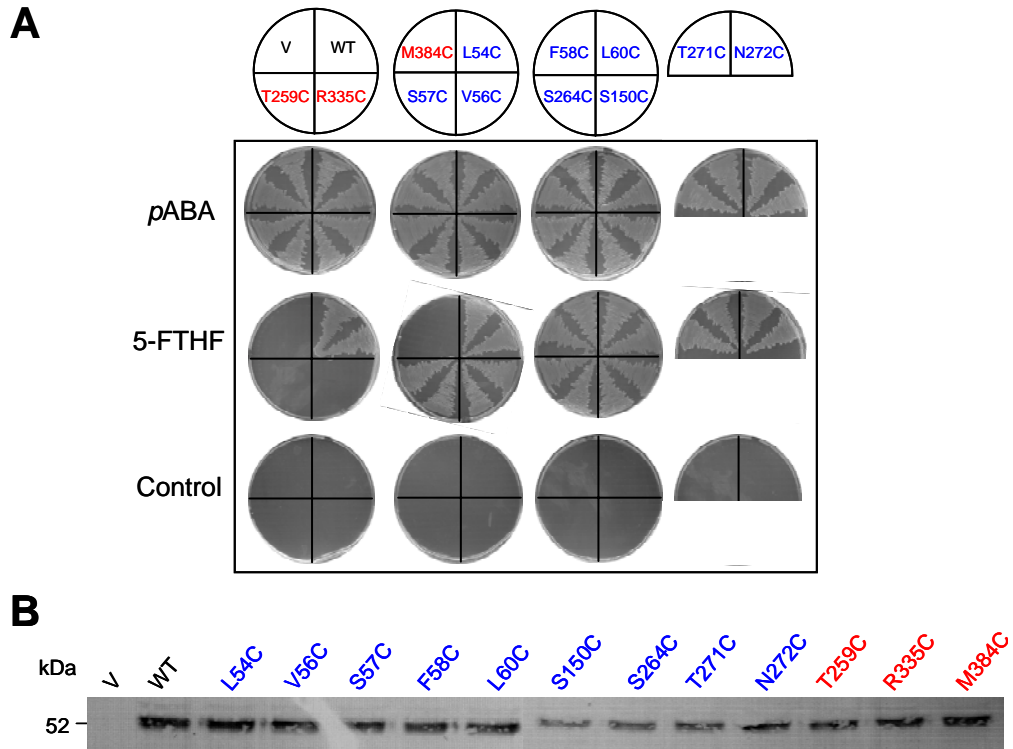 A
V WT M384C L54C F58C L60C T271C N272C
T259C R335C S57C V56C S264C S150C
pABA
5-FTHF
Control
B
kDa V WT L54C V56C S57C F58C L60C S150C S264C T271C N272C T259C R335C M384C
52